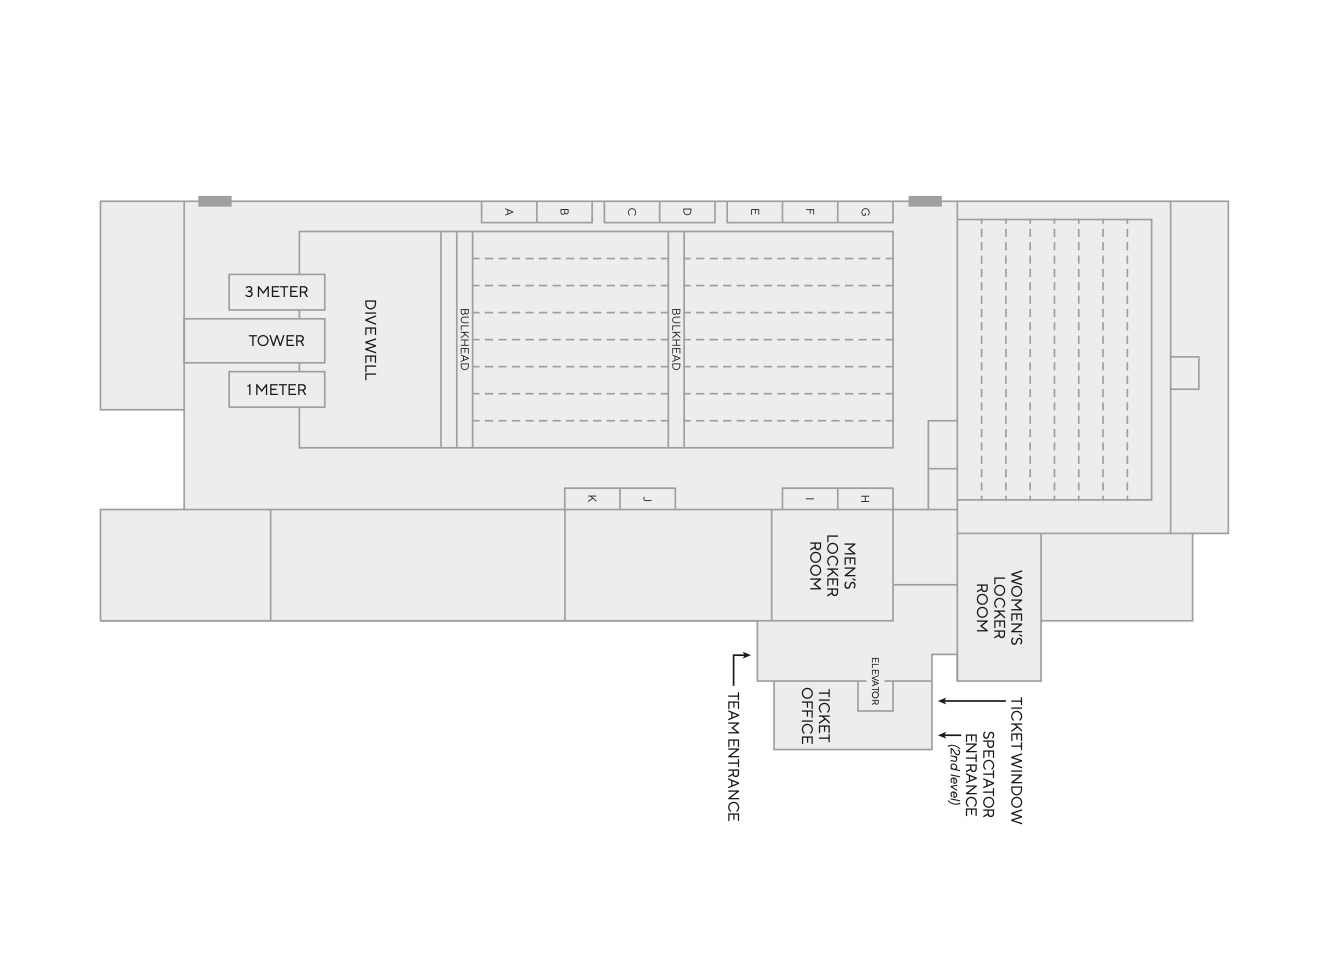 A
B
C
D
E
F
G
3 METER
TOWER
1 METER
DIVE WELL
BULKHEAD
BULKHEAD
K
J
I
H
MEN'S
LOCKER
ROOM
WOMEN'S
LOCKER
ROOM
ELEVATOR
TICKET
OFFICE
TEAM ENTRANCE
TICKET WINDOW
SPECTATOR
ENTRANCE
(2nd level)